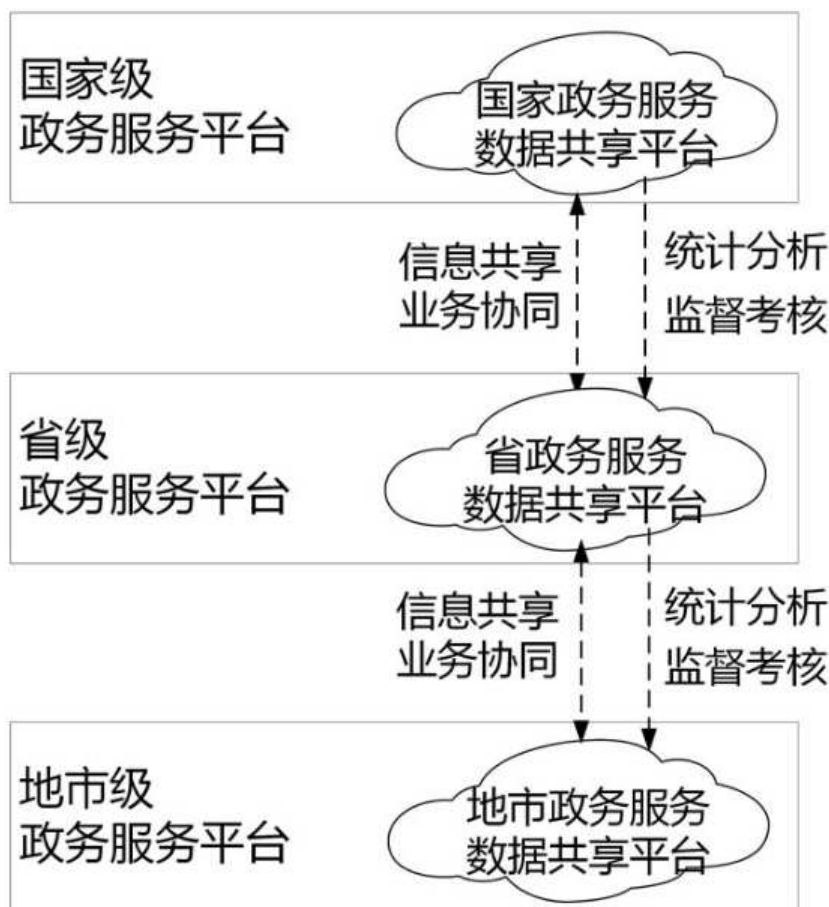 国家级
政务服务平台
国家政务服务
数据共享平台
信息共享
业务协同
统计分析
监督考核
省级
政务服务平台
省政务服务
数据共享平台
信息共享
业务协同
统计分析
监督考核
地市级
政务服务平台
地市政务服务
数据共享平台